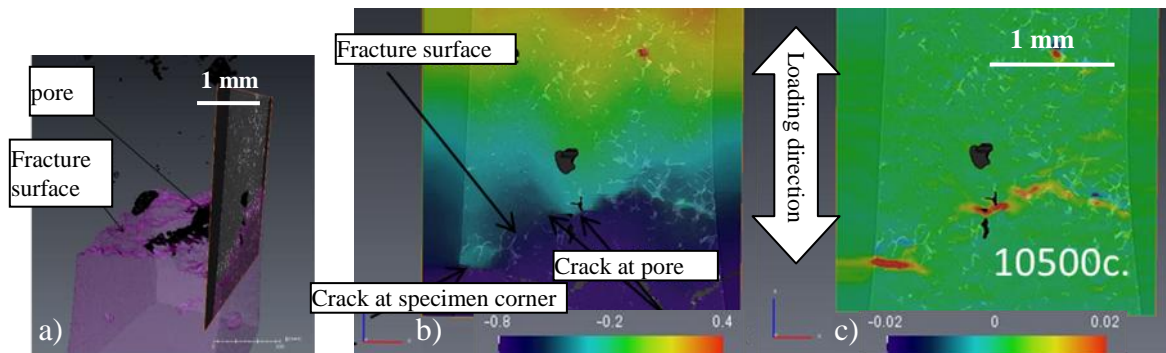 1 mm
pore
Fracture
surface
a)
Fracture surface
Crack at pore
Crack at specimen corner
b)
-0.8
-0.2
0.4
Loading direction
1 mm
10500c.
c)
-0.02
0
0.02